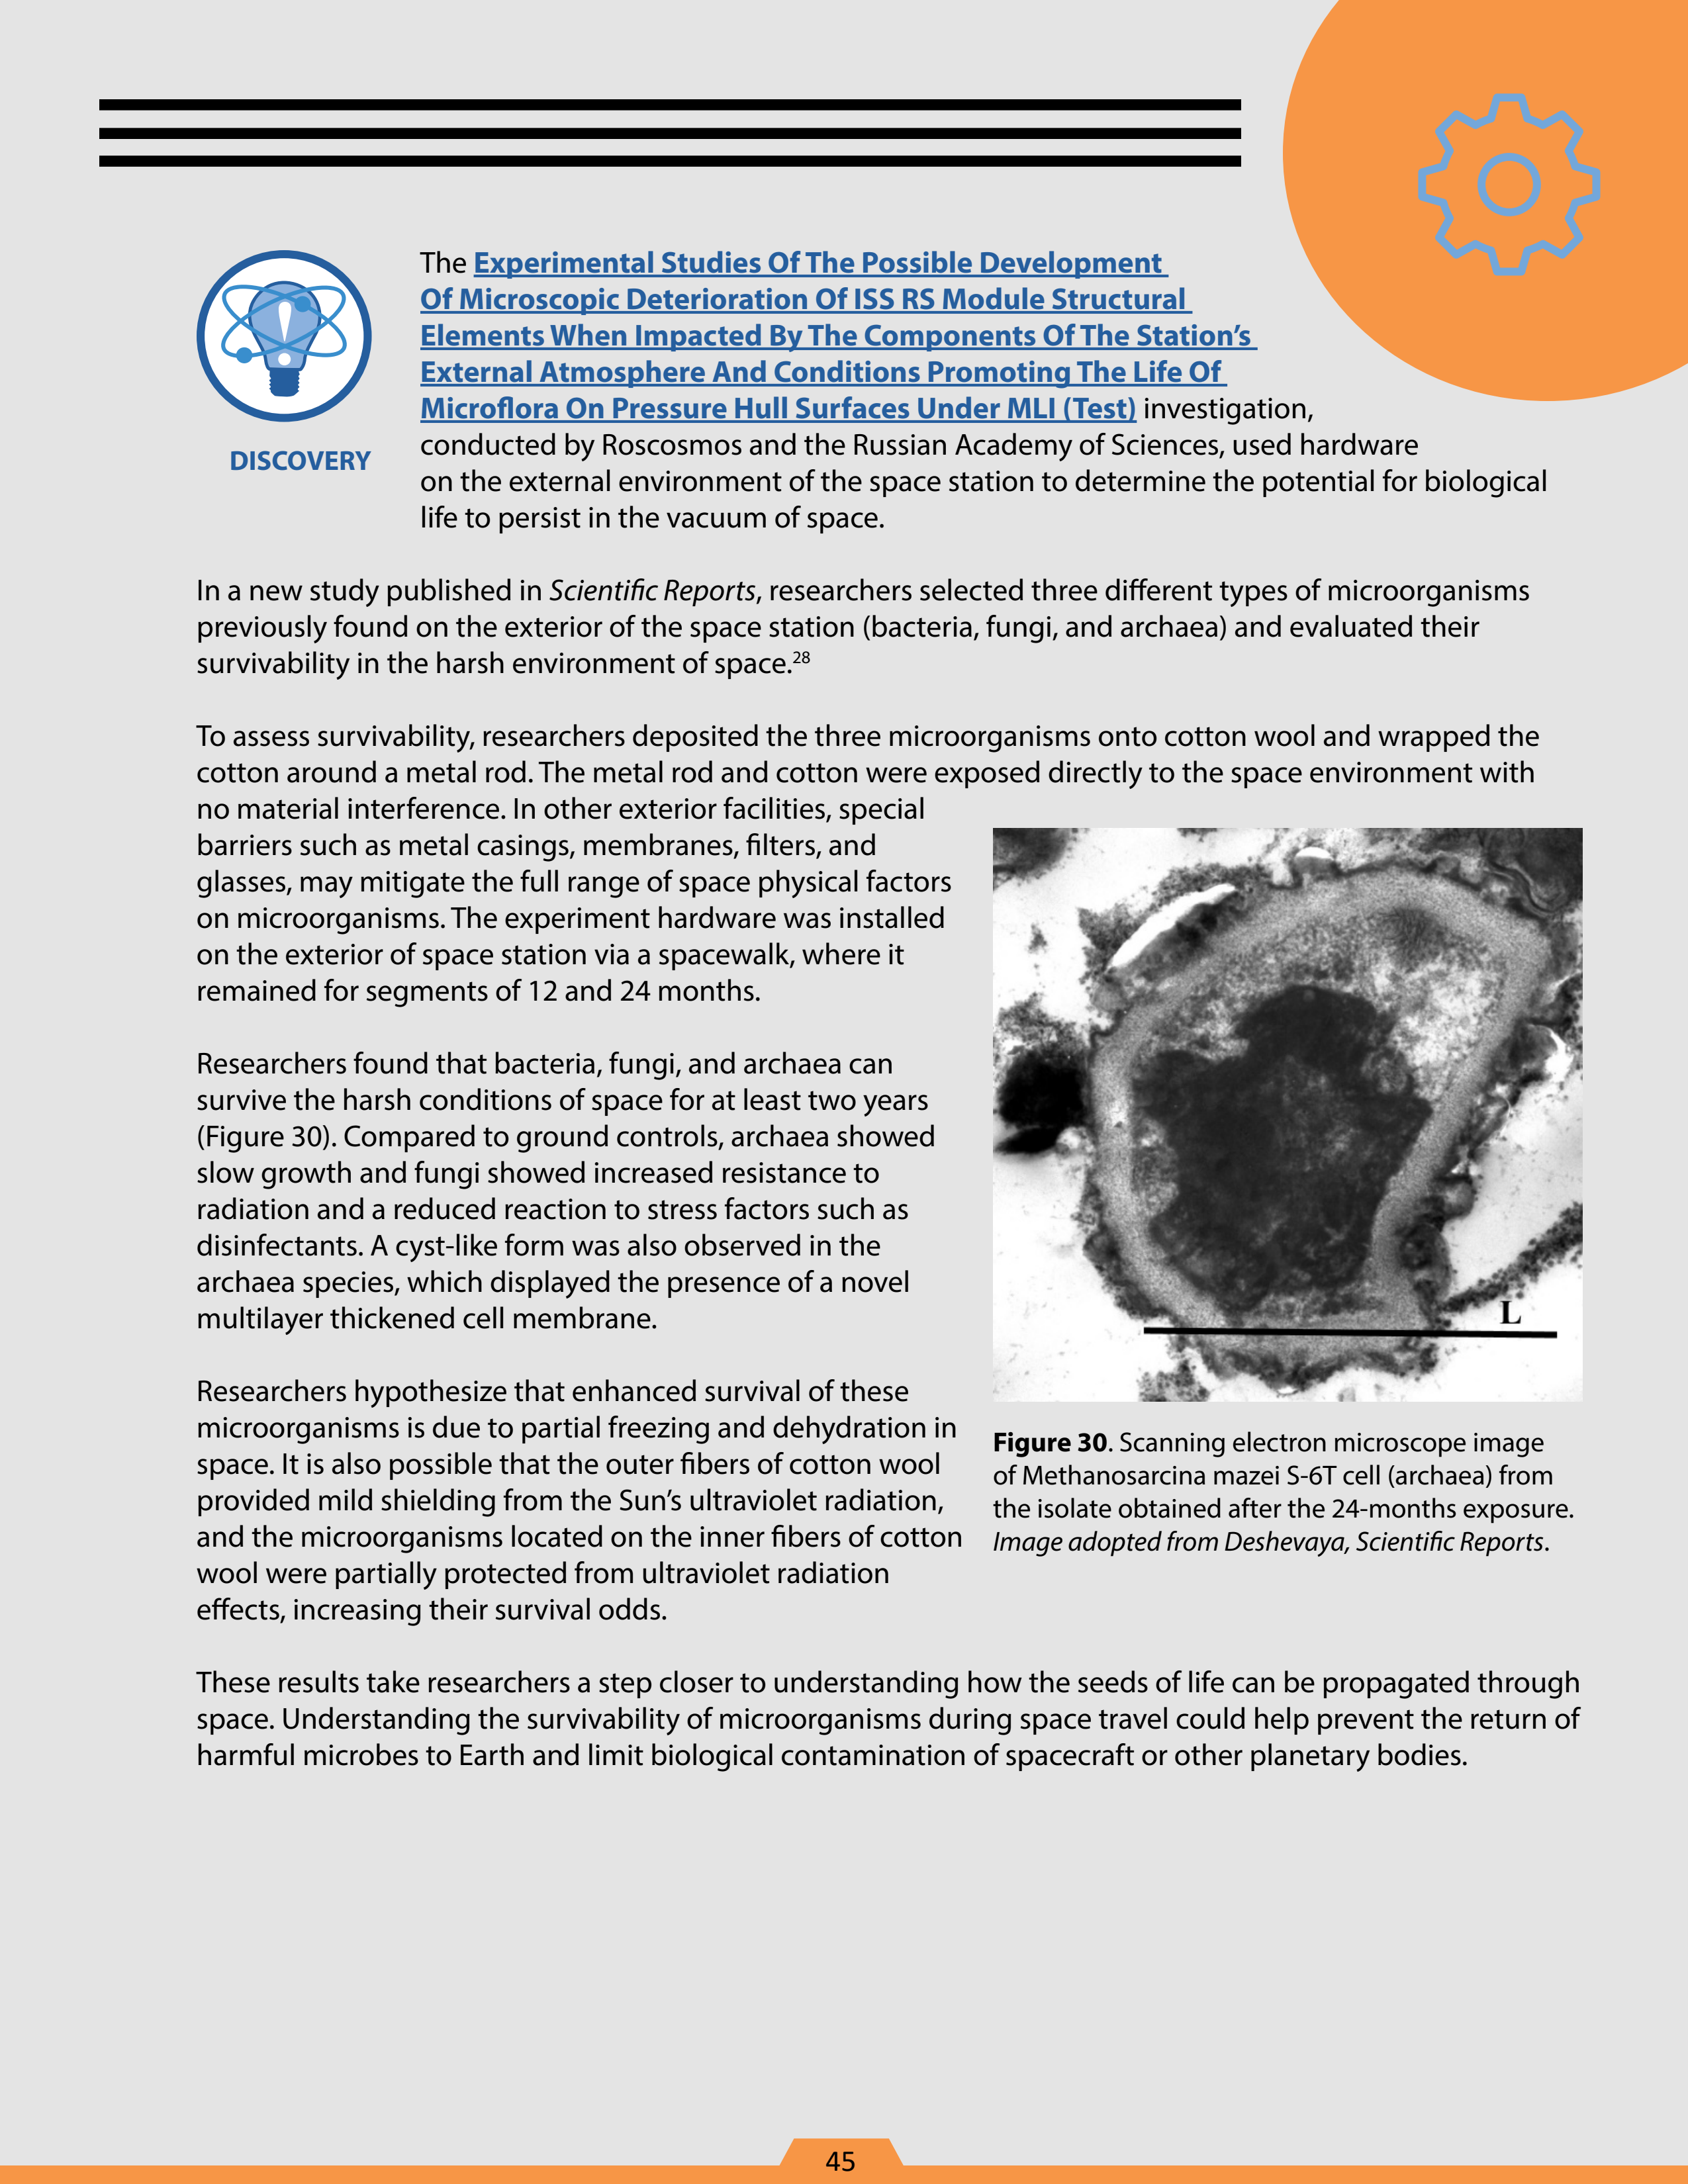 The Experimental Studies Of The Possible Development
Of Microscopic Deterioration Of ISS RS Module Structural
Elements When Impacted By The Components Of The Station’s
External Atmosphere And Conditions Promoting The Life Of
Microflora On Pressure Hull Surfaces Under MLI (Test) investigation,
conducted by Roscosmos and the Russian Academy of Sciences, used hardware
on the external environment of the space station to determine the potential for biological
life to persist in the vacuum of space.
DISCOVERY
In a new study published in Scientific Reports, researchers selected three different types of microorganisms
previously found on the exterior of the space station (bacteria, fungi, and archaea) and evaluated their
survivability in the harsh environment of space.28
To assess survivability, researchers deposited the three microorganisms onto cotton wool and wrapped the
cotton around a metal rod. The metal rod and cotton were exposed directly to the space environment with
no material interference. In other exterior facilities, special
barriers such as metal casings, membranes, filters, and
glasses, may mitigate the full range of space physical factors
on microorganisms. The experiment hardware was installed
on the exterior of space station via a spacewalk, where it
remained for segments of 12 and 24 months.
Researchers found that bacteria, fungi, and archaea can
survive the harsh conditions of space for at least two years
(Figure 30). Compared to ground controls, archaea showed
slow growth and fungi showed increased resistance to
radiation and a reduced reaction to stress factors such as
disinfectants. A cyst-like form was also observed in the
archaea species, which displayed the presence of a novel
multilayer thickened cell membrane.
Researchers hypothesize that enhanced survival of these
microorganisms is due to partial freezing and dehydration in
space. It is also possible that the outer fibers of cotton wool
provided mild shielding from the Sun’s ultraviolet radiation,
and the microorganisms located on the inner fibers of cotton
wool were partially protected from ultraviolet radiation
effects, increasing their survival odds.
L
Figure 30. Scanning electron microscope image
of Methanosarcina mazei S-6T cell (archaea) from
the isolate obtained after the 24-months exposure.
Image adopted from Deshevaya, Scientific Reports.
These results take researchers a step closer to understanding how the seeds of life can be propagated through
space. Understanding the survivability of microorganisms during space travel could help prevent the return of
harmful microbes to Earth and limit biological contamination of spacecraft or other planetary bodies.
45